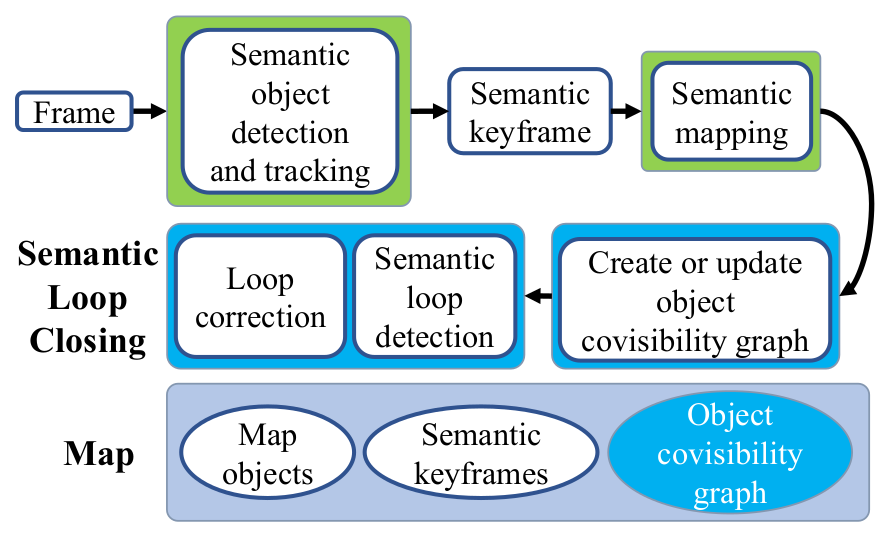 Frame
Semantic
object
detection
and tracking
Semantic
keyframe
Semantic
mapping
Semantic
Loop
Closing
Loop
correction
Semantic
loop
detection
Create or update
object
covisibility graph
Map
Map
objects
Semantic
keyframes
Object
covisibility
graph